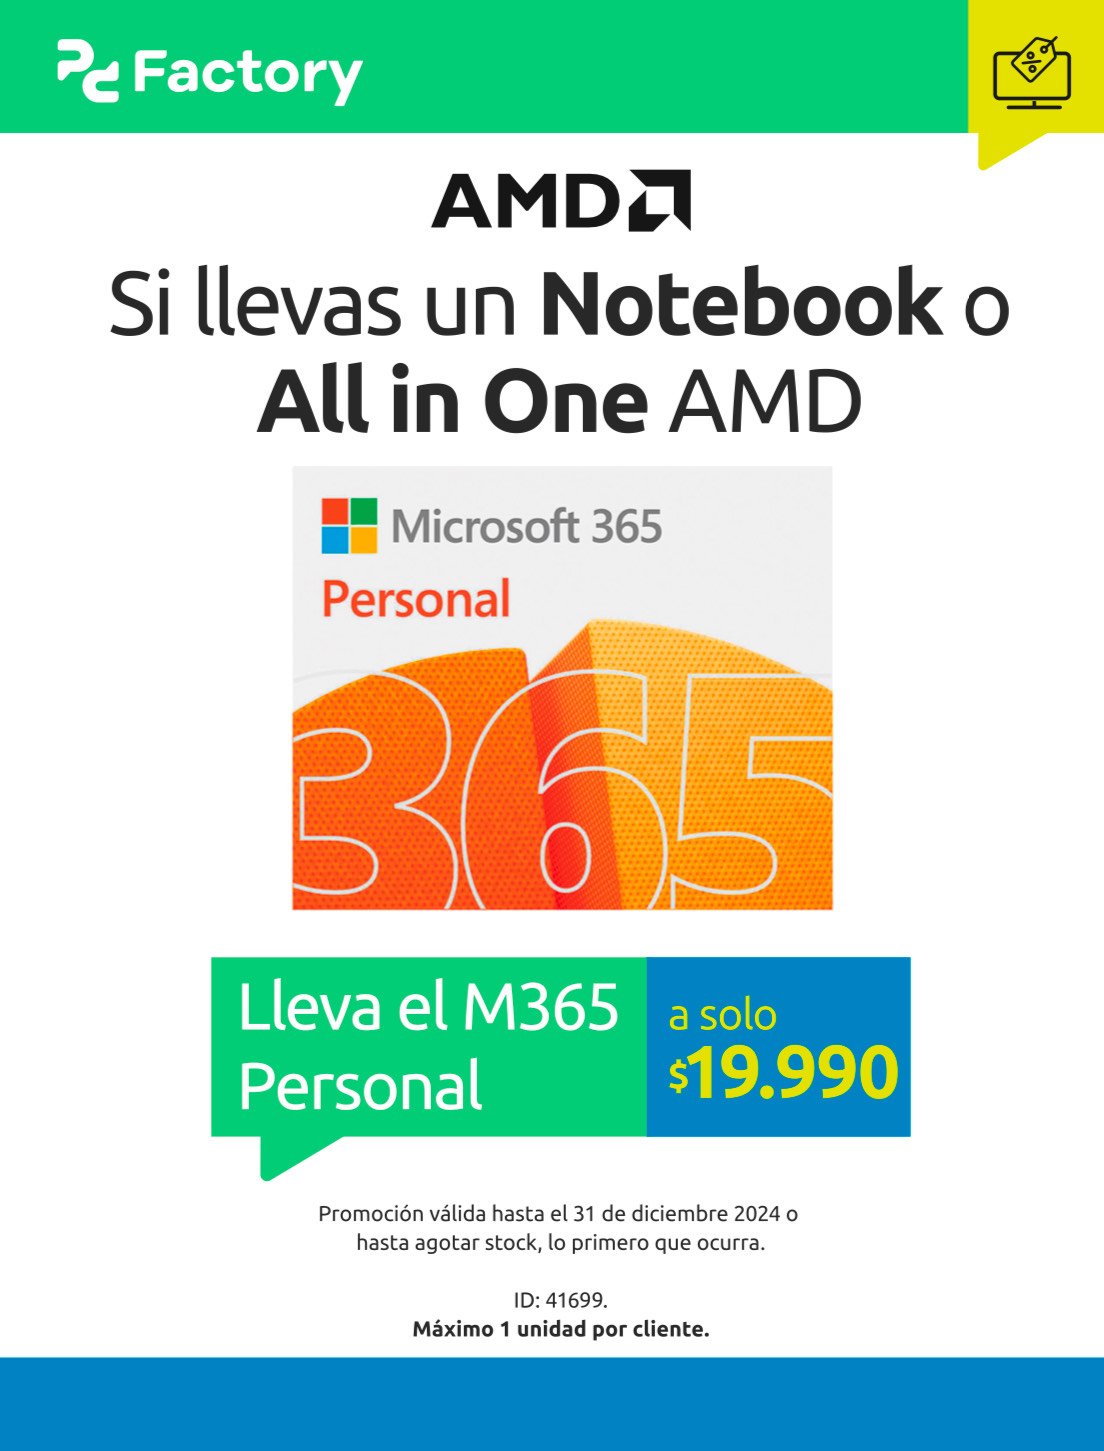 pc Factory
AMD
Si llevas un Notebook o
All in One AMD
Microsoft 365
Personal
365
Lleva el M365
Personal
a solo
$19.990
Promoción válida hasta el 31 de diciembre 2024 o
hasta agotar stock, lo primero que ocurra.
ID: 41699.
Máximo 1 unidad por cliente.